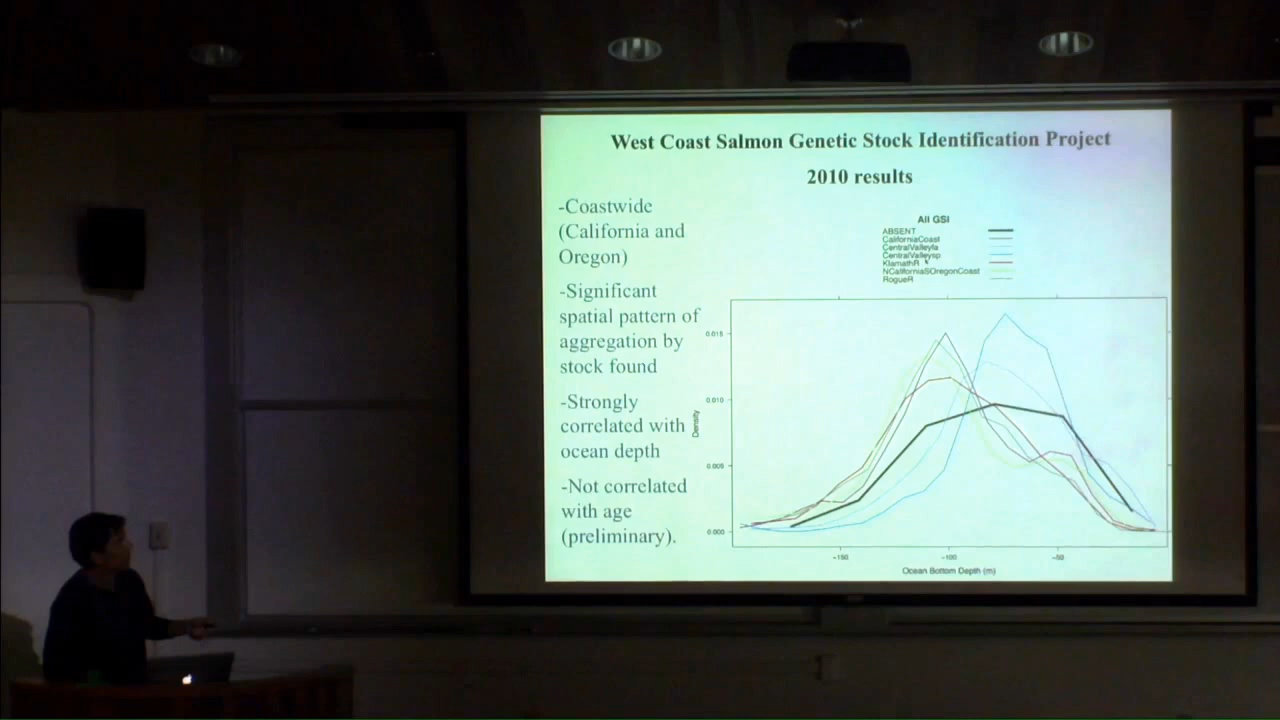 West Coast Salmon Genetic Stock Identification Project
2010 results
-Coastwide
(California and
Oregon)
-Significant
spatial pattern of
aggregation by
stock found
-Strongly
correlated with
ocean depth
-Not correlated
with age
(preliminary).
All GSI
ABSENT
CaliforniaCoast
CentralValleyfa
CentralValleysp
KlamathR
NCaliforniaSOregonCoast
RogueR
0.015
0.010
0.005
0.000
Density
-150
-100
-50
Ocean Bottom Depth (m)